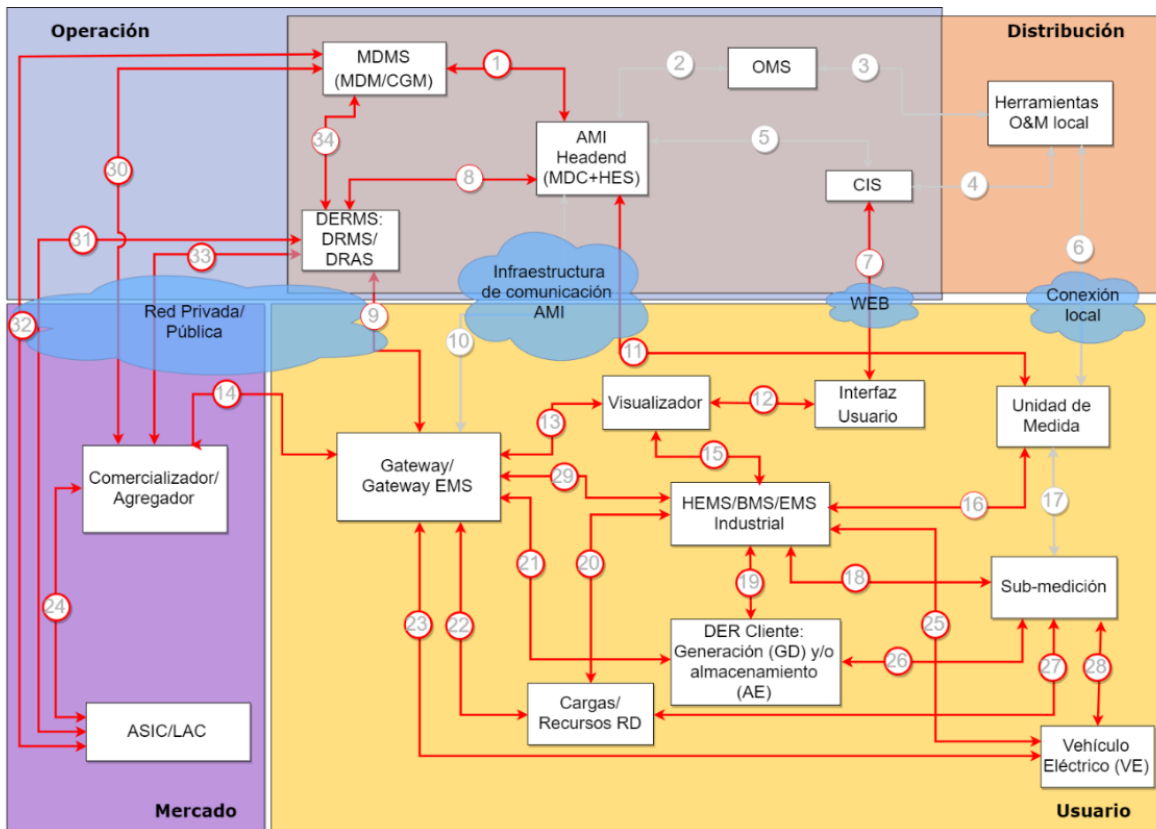 Operación
Distribución
MDMS
(MDM/CGM)
1
2
OMS
3
Herramientas
O&M local
34
AMI
Headend
(MDC+HES)
5
30
8
CIS
4
DERMS:
DRMS/
DRAS
31
33
7
6
Infraestructura
de comunicación
AMI
WEB
Conexión
local
Red Privada/
Pública
32
9
10
11
14
Visualizador
12
Interfaz
Usuario
Unidad de
Medida
13
15
Comercializador/
Agregador
Gateway/
Gateway EMS
29
HEMS/BMS/EMS
Industrial
16
17
21
20
19
18
Sub-medición
24
23
22
25
DER Cliente:
Generación (GD) y/o
almacenamiento
(AE)
26
27
28
Cargas/
Recursos RD
ASIC/LAC
Vehículo
Eléctrico (VE)
Mercado
Usuario